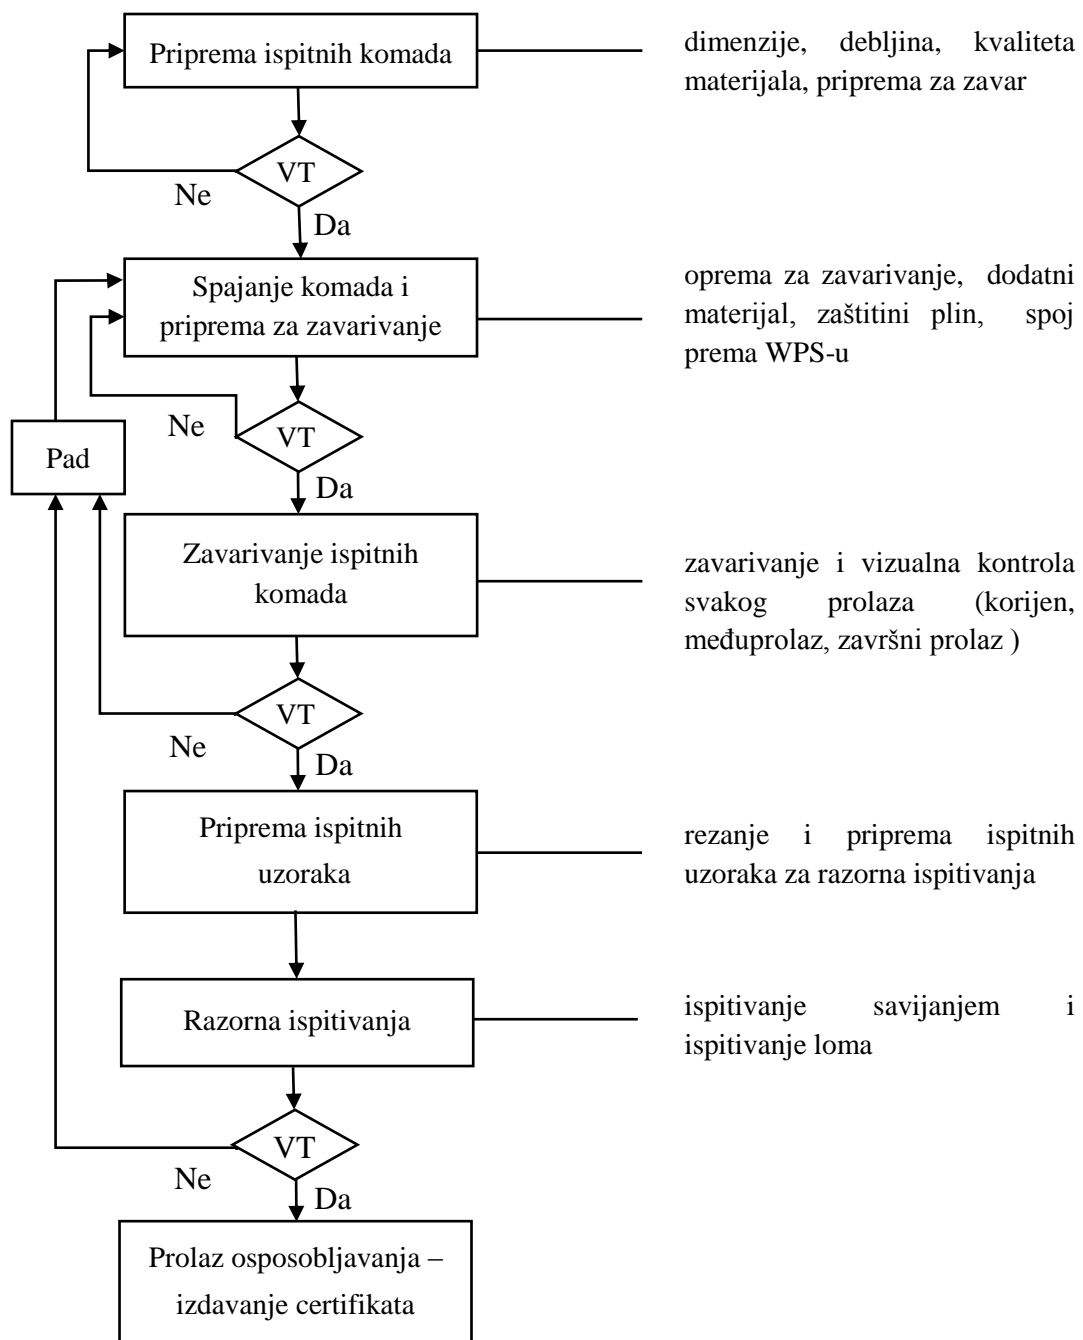 Priprema ispitnih komada
dimenzije, debljina, kvaliteta
materijala, priprema za zavar
VT
Ne
Da
Spajanje komada i
priprema za zavarivanje
oprema za zavarivanje, dodatni
materijal, zaštitini plin, spoj
prema WPS-u
Ne
VT
Pad
Da
Zavarivanje ispitnih
komada
zavarivanje i vizualna kontrola
svakog prolaza (korijen,
međuprolaz, završni prolaz )
VT
Ne
Da
Priprema ispitnih
uzoraka
rezanje i priprema ispitnih
uzoraka za razorna ispitivanja
Razorna ispitivanja
ispitivanje savijanjem i
ispitivanje loma
VT
Ne
Da
Prolaz osposobljavanja –
izdavanje certifikata